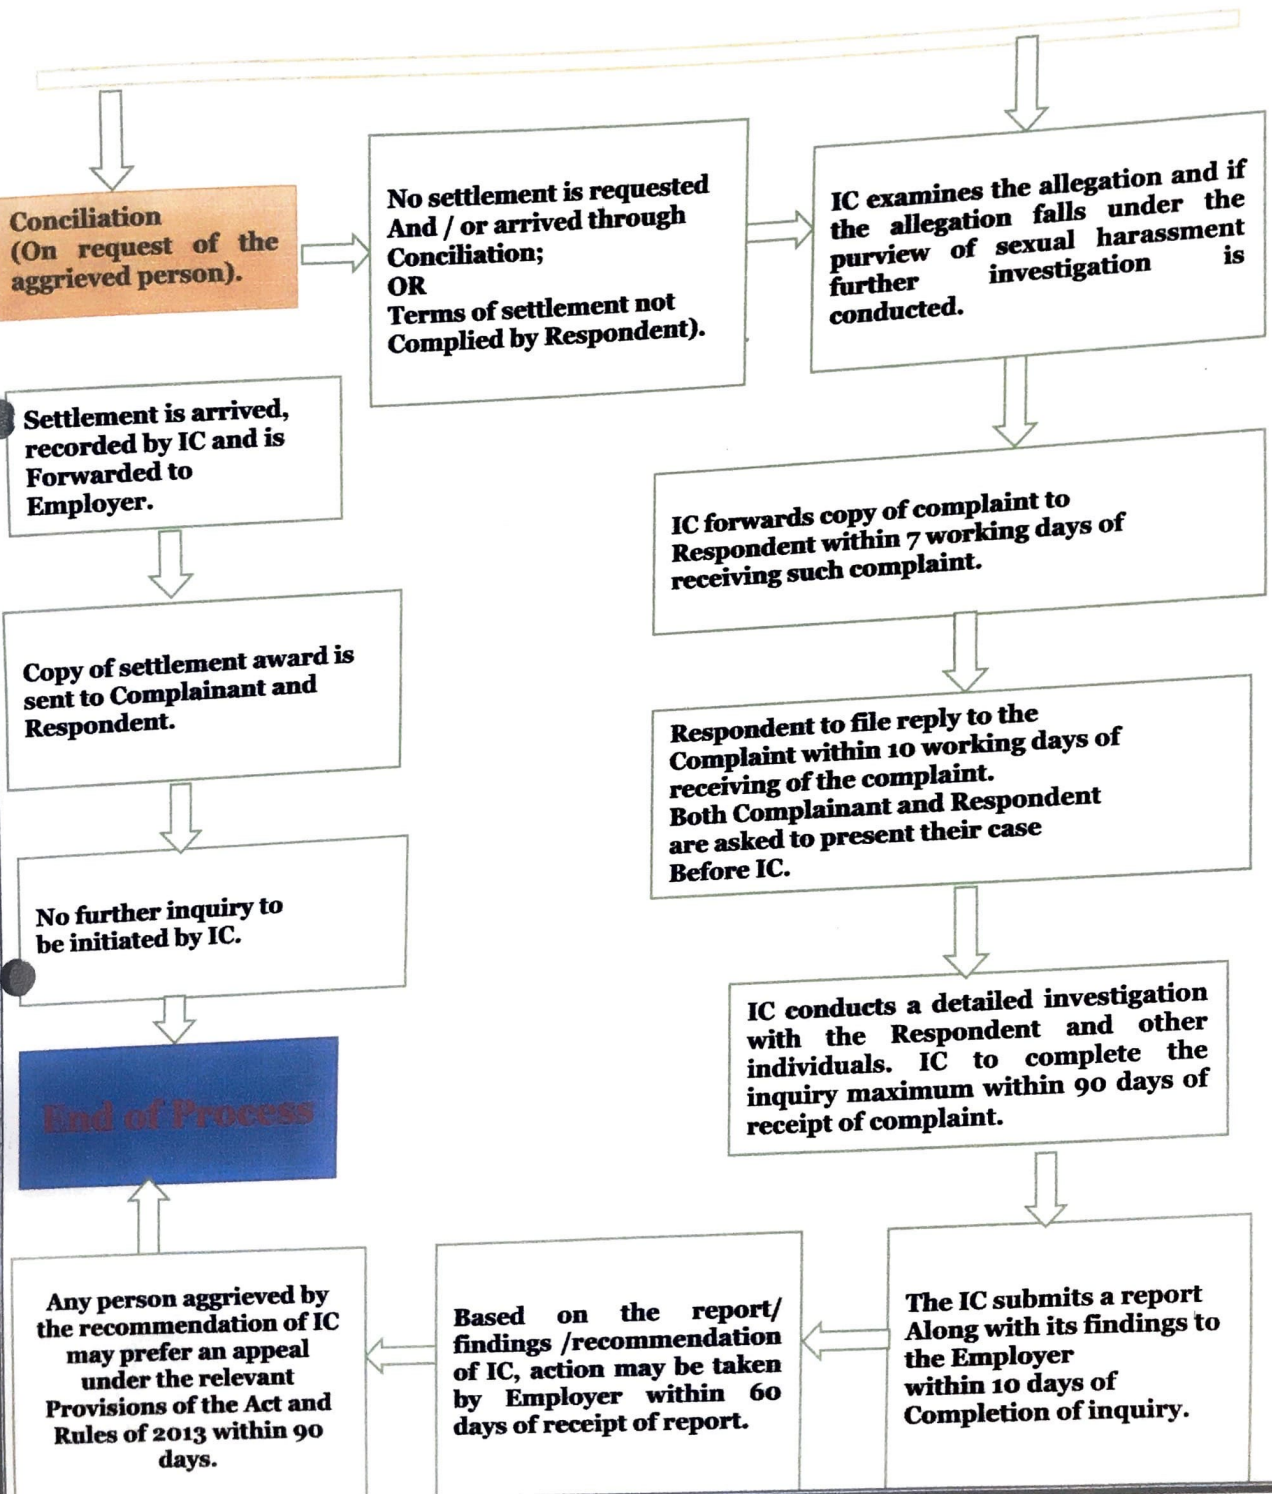 Conciliation
(On request of the
aggrieved person).
No settlement is requested
And / or arrived through
Conciliation;
OR
Terms of settlement not
Complied by Respondent).
IC examines the allegation and if
the allegation falls under the
purview of sexual harassment
further investigation is
conducted.
Settlement is arrived,
recorded by IC and is
Forwarded to
Employer.
IC forwards copy of complaint to
Respondent within 7 working days of
receiving such complaint.
Copy of settlement award is
sent to Complainant and
Respondent.
Respondent to file reply to the
Complaint within 10 working days of
receiving of the complaint.
Both Complainant and Respondent
are asked to present their case
Before IC.
No further inquiry to
be initiated by IC.
IC conducts a detailed investigation
with the Respondent and other
individuals. IC to complete the
inquiry maximum within 90 days of
receipt of complaint.
End of Process
Any person aggrieved by
the recommendation of IC
may prefer an appeal
under the relevant
Provisions of the Act and
Rules of 2013 within 90
days.
Based on the report/
findings /recommendation
of IC, action may be taken
by Employer within 60
days of receipt of report.
The IC submits a report
Along with its findings to
the Employer
within 10 days of
Completion of inquiry.